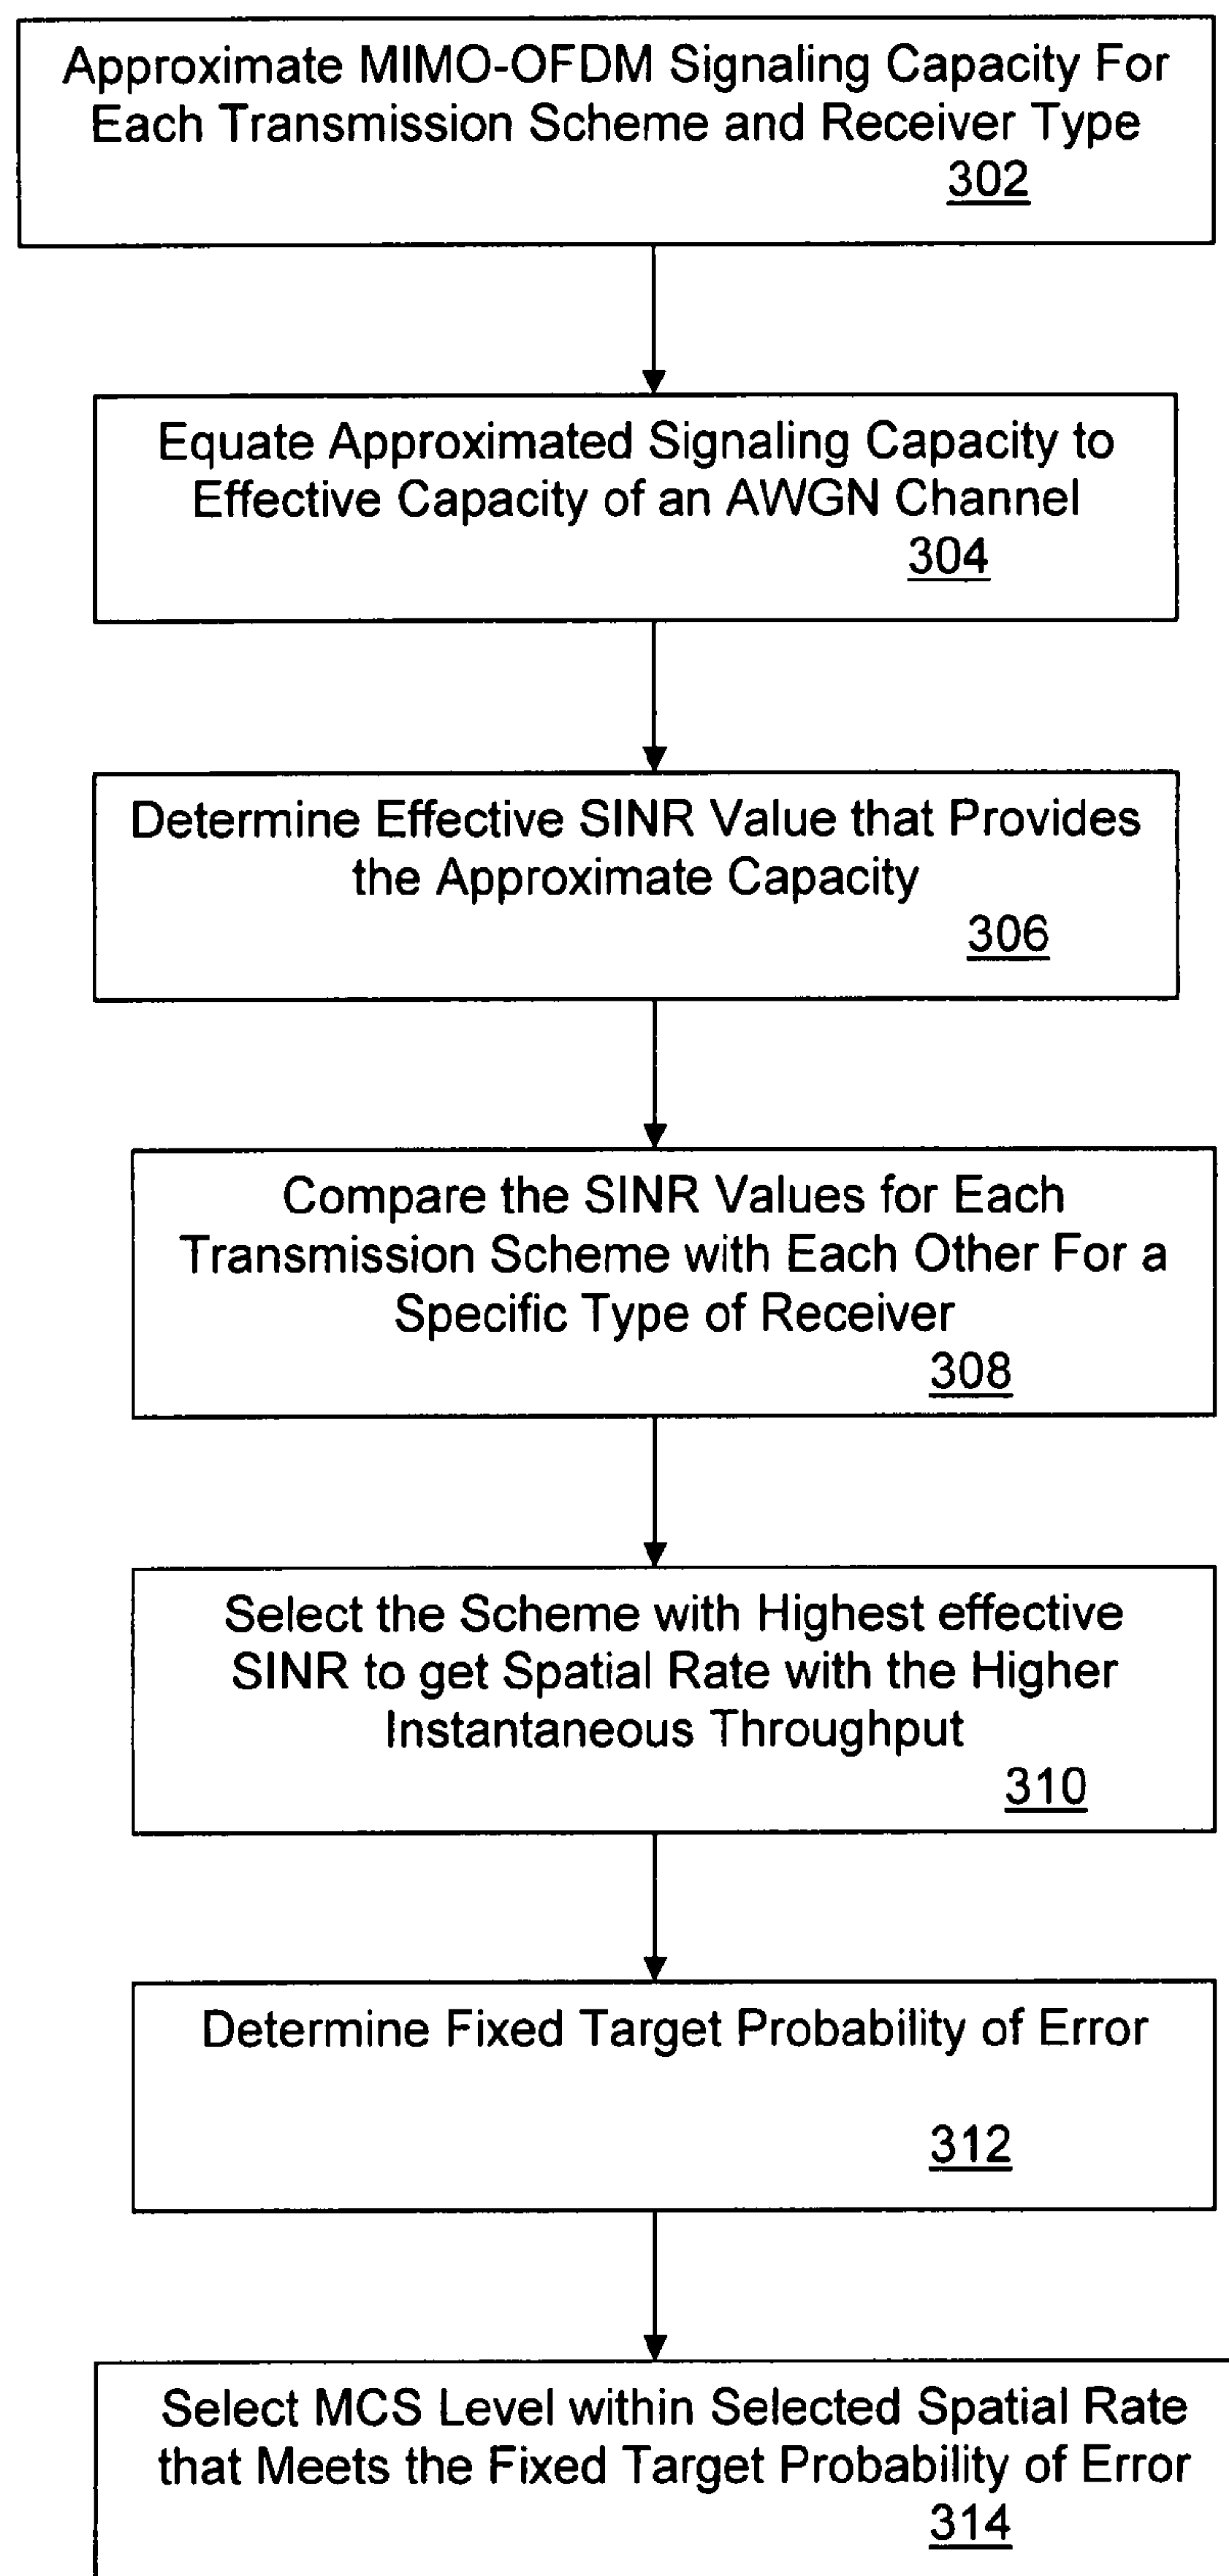 Approximate MIMO-OFDM Signaling Capacity For
Each Transmission Scheme and Receiver Type
302
Equate Approximated Signaling Capacity to
Effective Capacity of an AWGN Channel
304
Determine Effective SINR Value that Provides
the Approximate Capacity
306
Compare the SINR Values for Each
Transmission Scheme with Each Other For a
Specific Type of Receiver
308
Select the Scheme with Highest effective
SINR to get Spatial Rate with the Higher
Instantaneous Throughput
310
Determine Fixed Target Probability of Error
312
Select MCS Level within Selected Spatial Rate
that Meets the Fixed Target Probability of Error
314